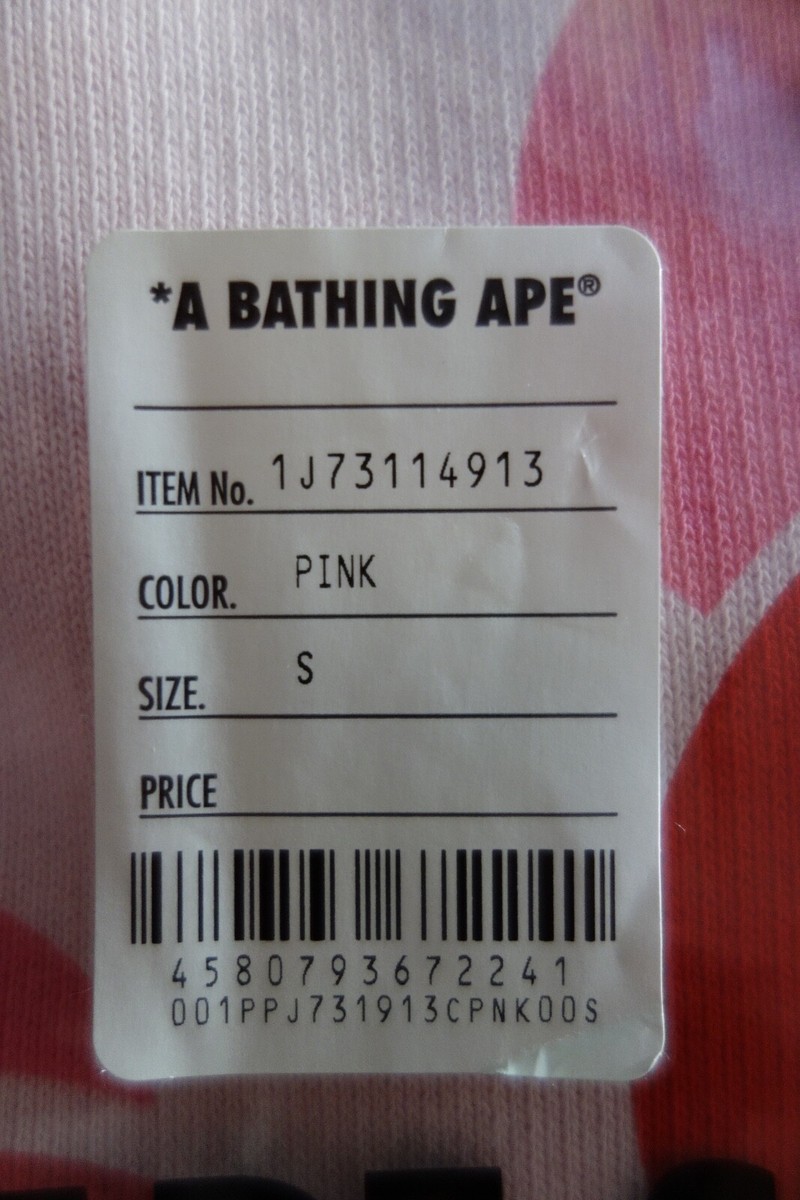 *A BATHING APE®
ITEM No. 1J73114913
COLOR. PINK
SIZE. S
PRICE
4580793672241
001PPJ731913CPNK00S